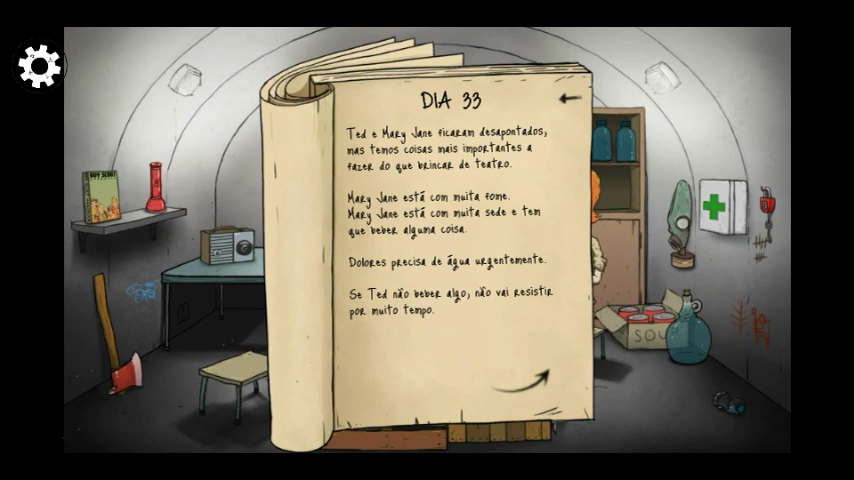 DIA 33
Ted e Mary Jane ficaram desapontados,
mas temos coisas mais importantes a
fazer do que brincar de teatro.
Mary Jane está com muita fome.
Mary Jane está com muita sede e tem
que beber alguma coisa.
Dolores precisa de água urgentemente.
Se Ted não beber algo, não vai resistir
por muito tempo.
BOY SCOUT
SOU